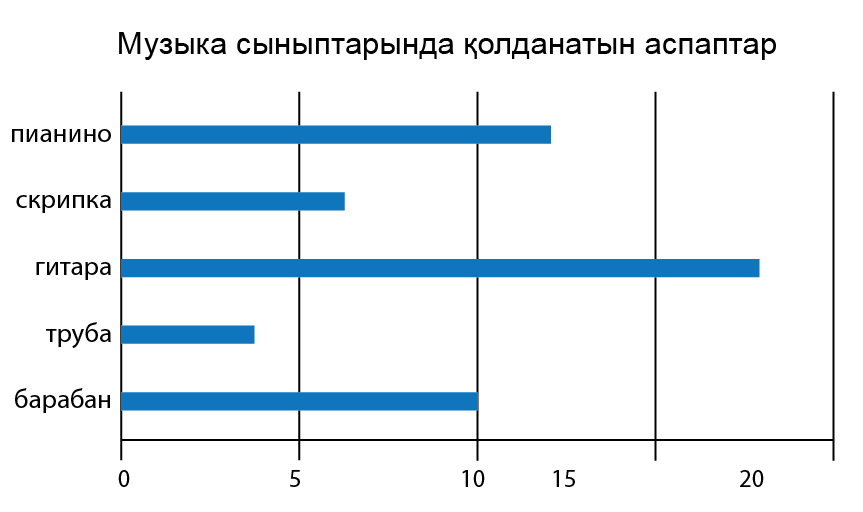 Музыка сыныптарында қолданатын аспаптар
пианино
скрипка
гитара
труба
барабан
0 5 10 15 20